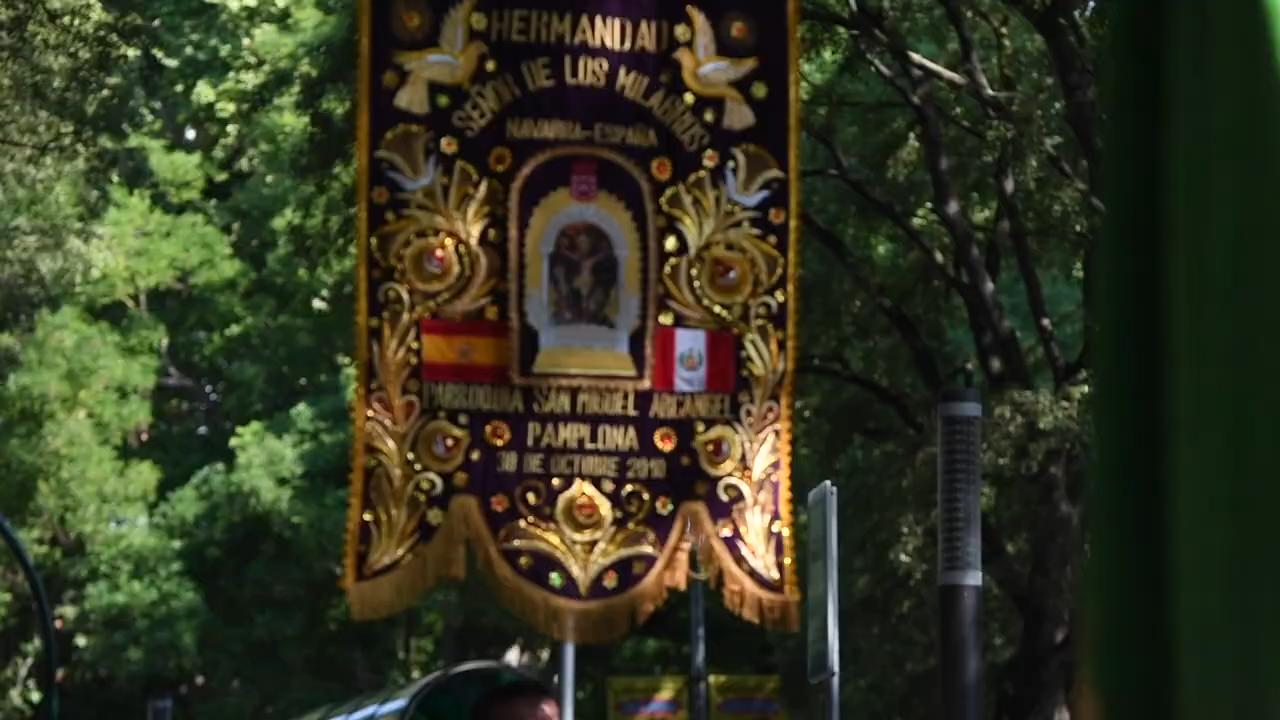 HERMANDAD
SEÑOR DE LOS MILAGROS
NAVARRA-ESPAÑA
PARROQUIA SAN MIGUEL ARCANGEL
PAMPLONA
30 DE OCTUBRE 2010